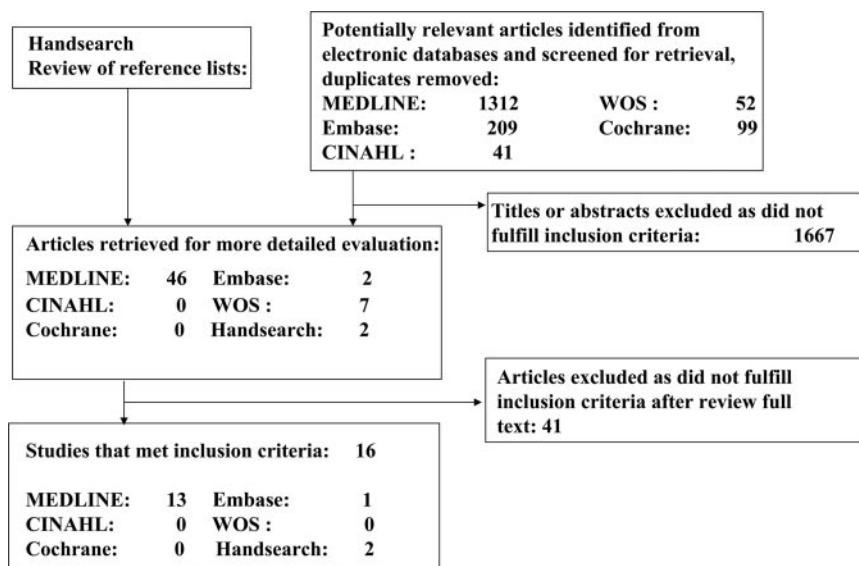 Handsearch
Review of reference lists:
Potentially relevant articles identified from
electronic databases and screened for retrieval,
duplicates removed:
MEDLINE: 1312 WOS : 52
Embase: 209 Cochrane: 99
CINAHL : 41
Titles or abstracts excluded as did not
fulfill inclusion criteria: 1667
Articles retrieved for more detailed evaluation:
MEDLINE: 46 Embase: 2
CINAHL: 0 WOS : 7
Cochrane: 0 Handsearch: 2
Articles excluded as did not fulfill
inclusion criteria after review full
text: 41
Studies that met inclusion criteria: 16
MEDLINE: 13 Embase: 1
CINAHL: 0 WOS : 0
Cochrane: 0 Handsearch: 2